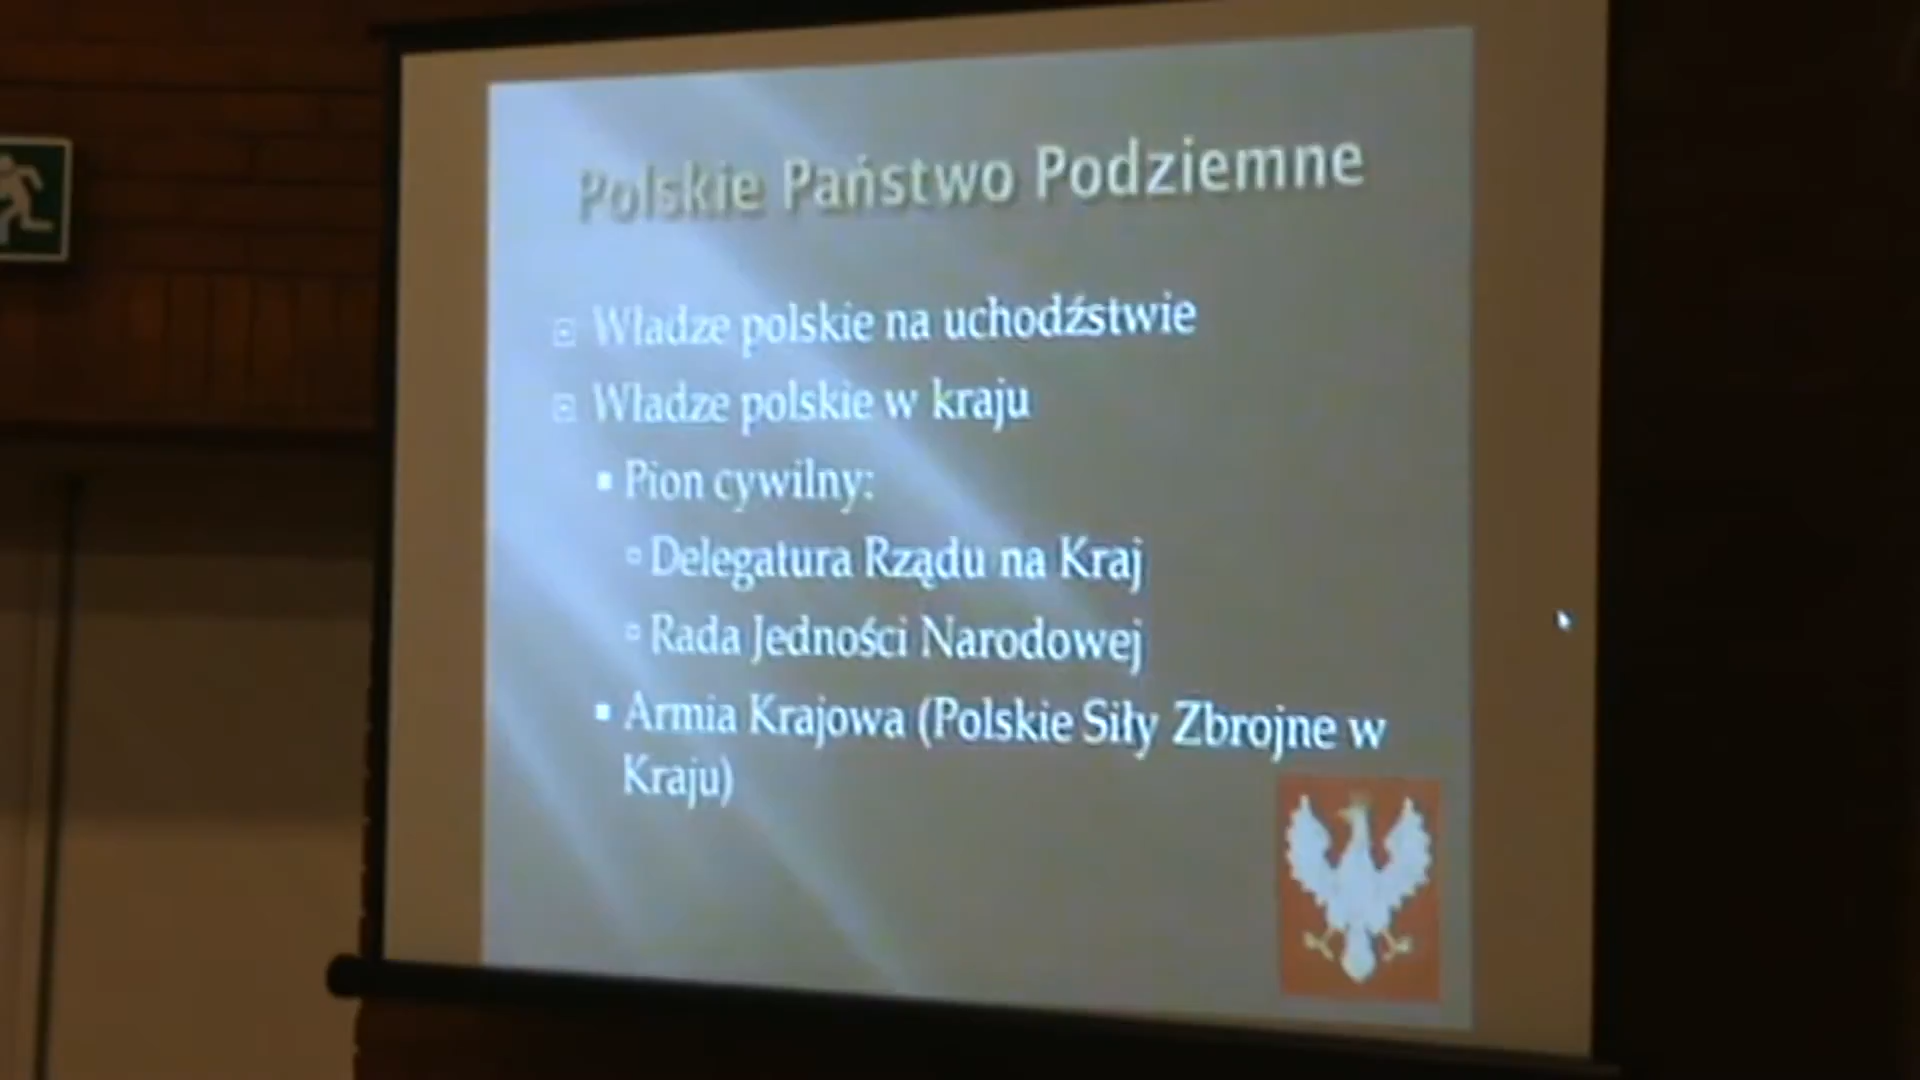 Polskie Państwo Podziemne
Władze polskie na uchodźstwie
Władze polskie w kraju
Pion cywilny:
Delegatura Rządu na Kraj
Rada Jedności Narodowej
Armia Krajowa (Polskie Siły Zbrojne w
Kraju)